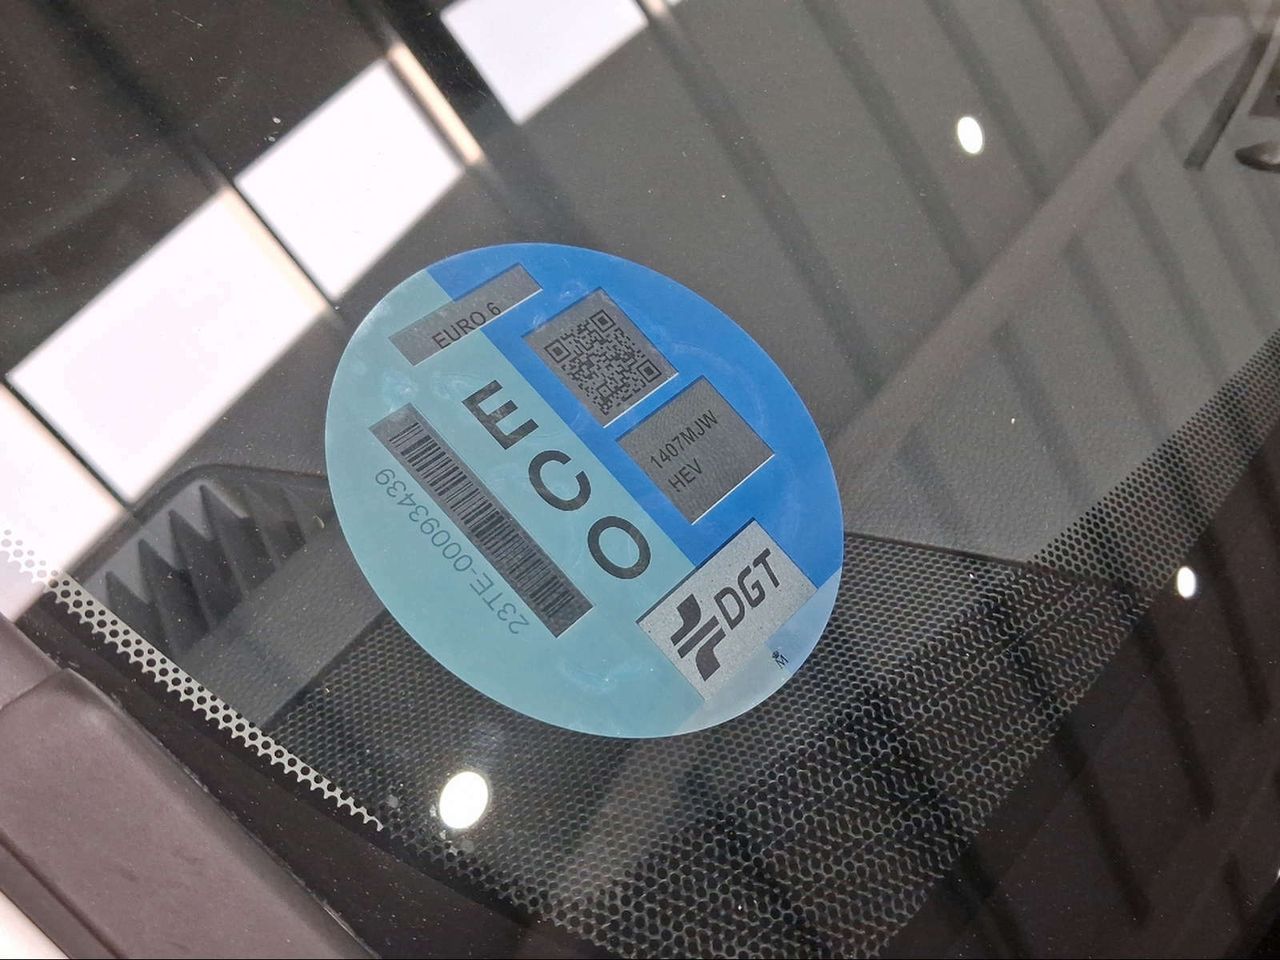 EURO 6
1407MJW
HEV
ECO
23TE-000093439
DGT
M